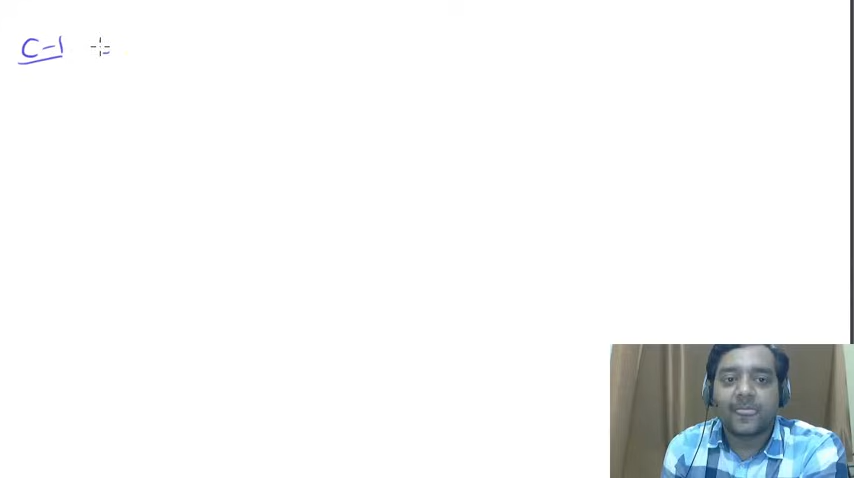 C-1 =